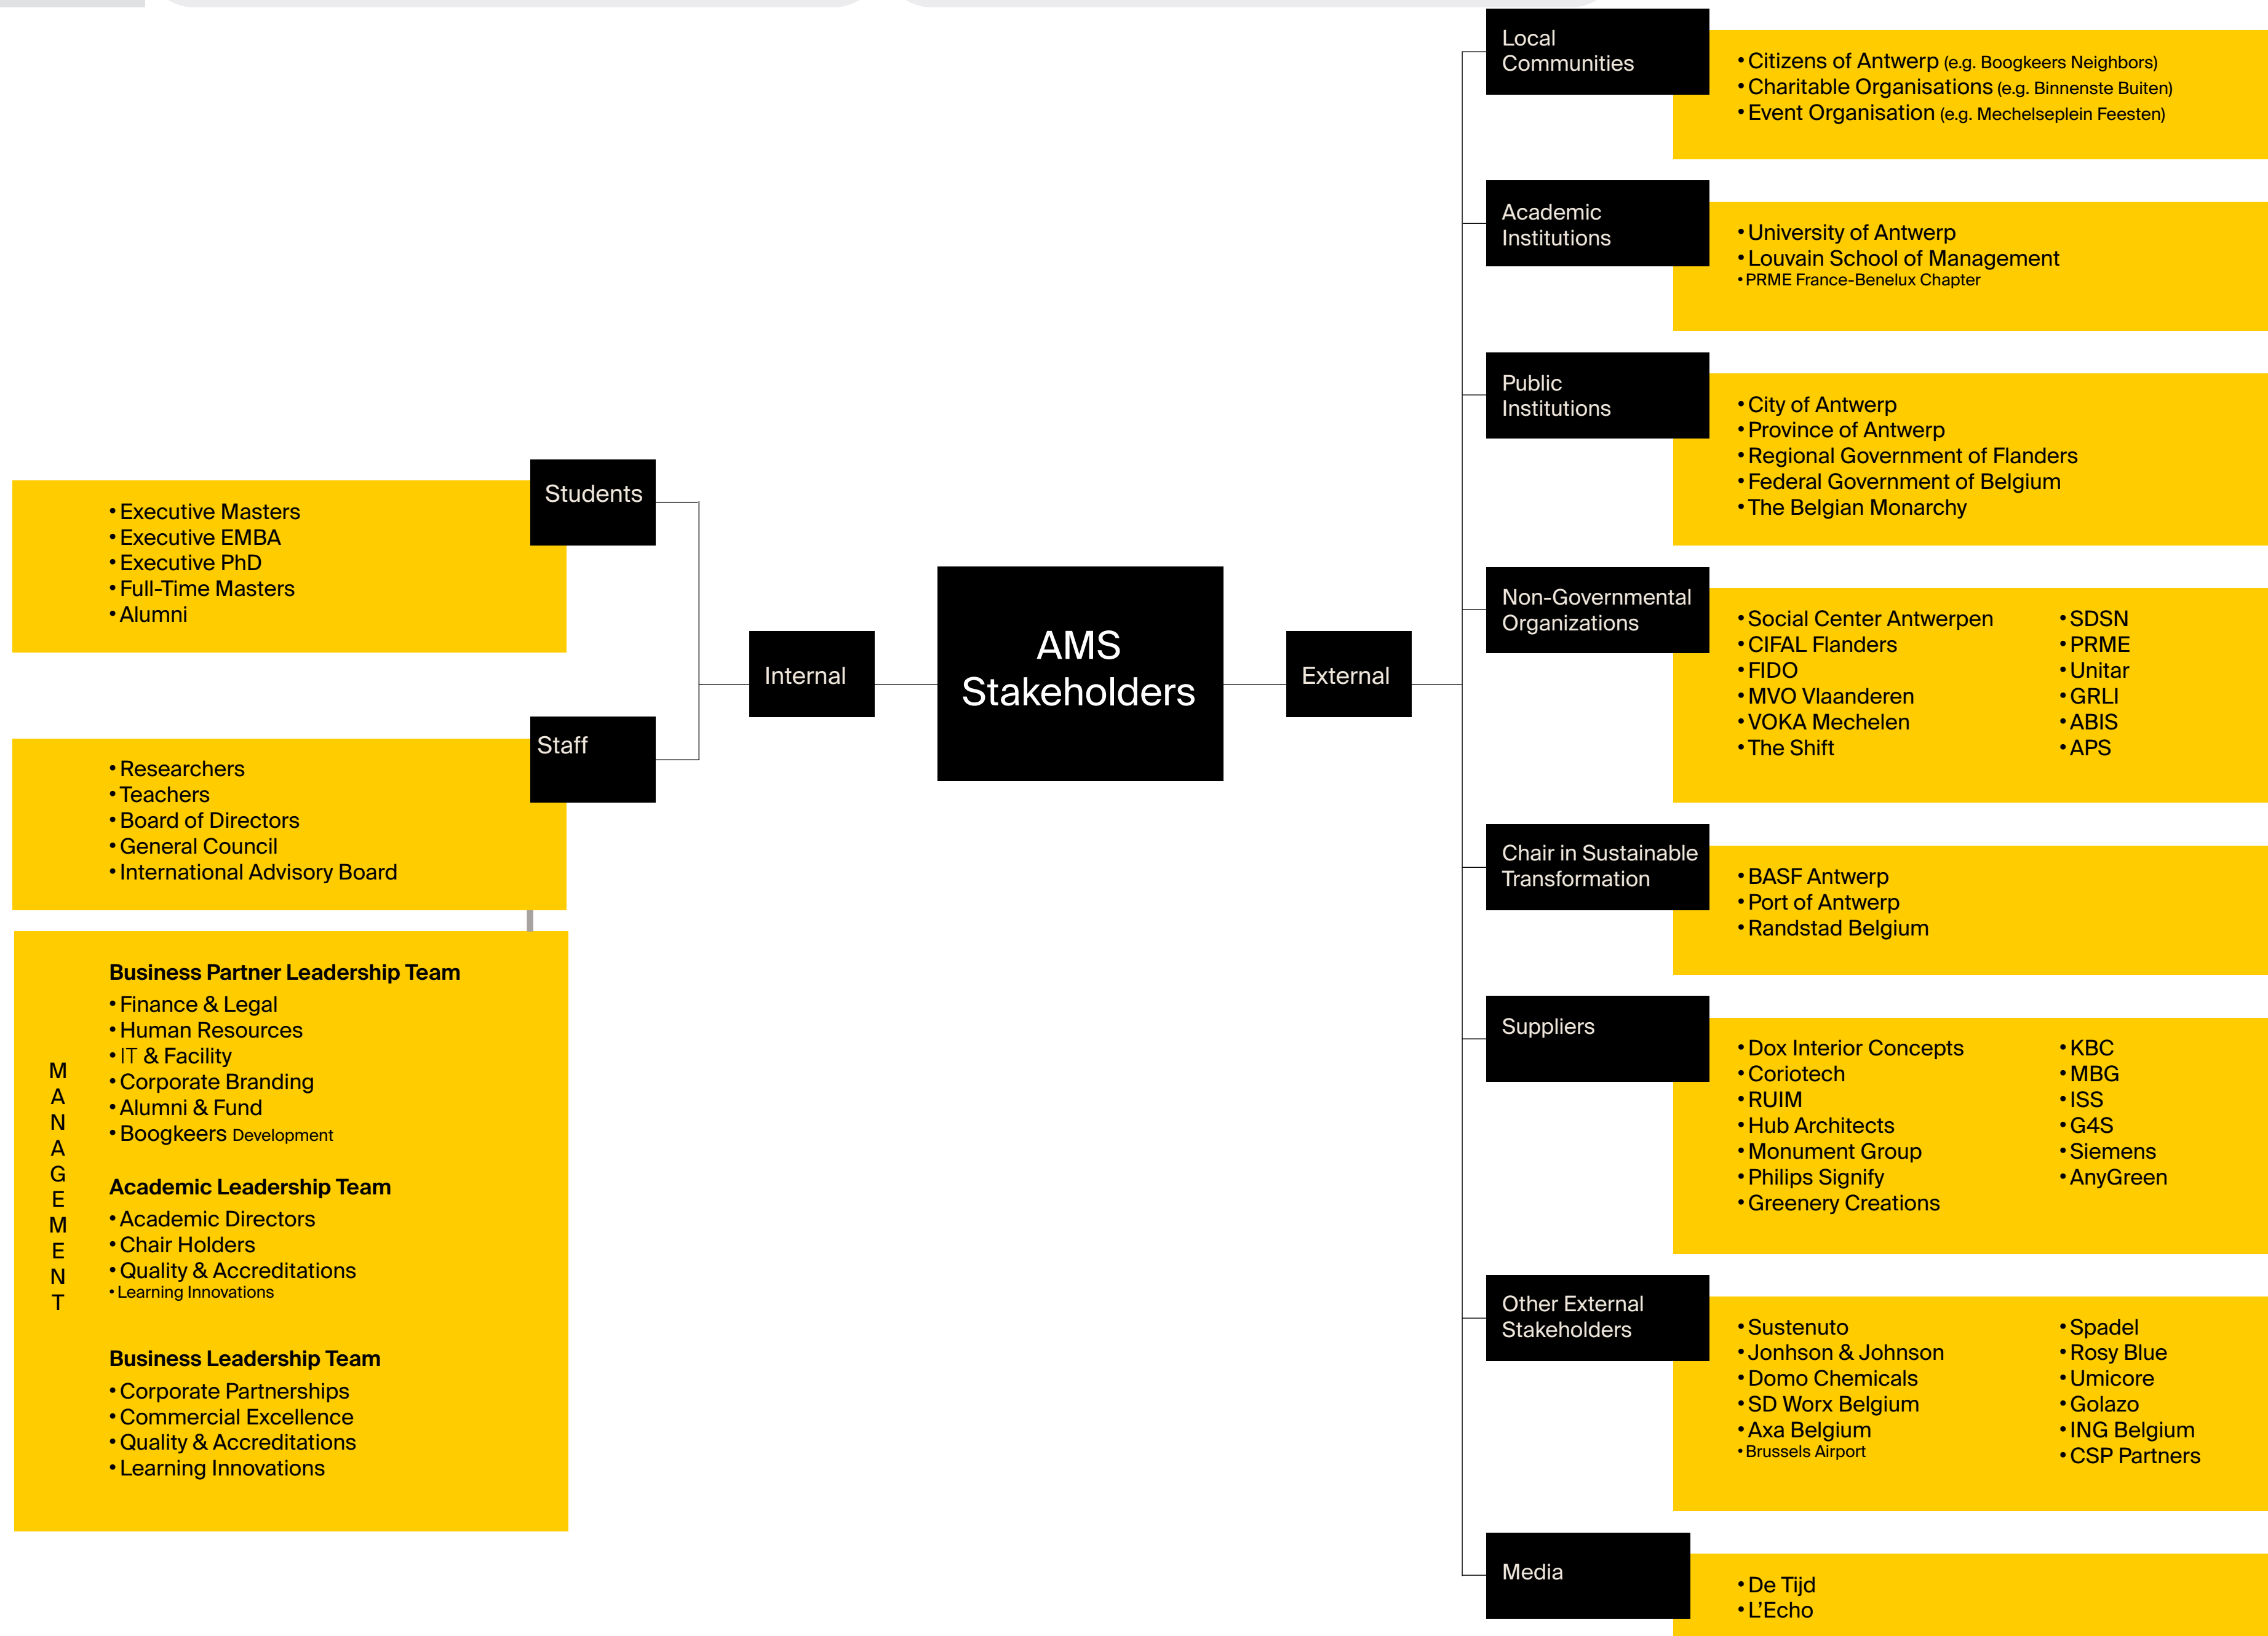 AMS
Stakeholders
Internal
Students
• Executive Masters
• Executive EMBA
• Executive PhD
• Full-Time Masters
• Alumni
Staff
• Researchers
• Teachers
• Board of Directors
• General Council
• International Advisory Board
MANAGEMENT
Business Partner Leadership Team
• Finance & Legal
• Human Resources
• IT & Facility
• Corporate Branding
• Alumni & Fund
• Boogkeers Development
Academic Leadership Team
• Academic Directors
• Chair Holders
• Quality & Accreditations
• Learning Innovations
Business Leadership Team
• Corporate Partnerships
• Commercial Excellence
• Quality & Accreditations
• Learning Innovations
External
Local
Communities
• Citizens of Antwerp (e.g. Boogkeers Neighbors)
• Charitable Organisations (e.g. Binnenste Buiten)
• Event Organisation (e.g. Mechelseplein Feesten)
Academic
Institutions
• University of Antwerp
• Louvain School of Management
• PRME France-Benelux Chapter
Public
Institutions
• City of Antwerp
• Province of Antwerp
• Regional Government of Flanders
• Federal Government of Belgium
• The Belgian Monarchy
Non-Governmental
Organizations
• Social Center Antwerpen
• CIFAL Flanders
• FIDO
• MVO Vlaanderen
• VOKA Mechelen
• The Shift
• SDSN
• PRME
• Unitar
• GRLI
• ABIS
• APS
Chair in Sustainable
Transformation
• BASF Antwerp
• Port of Antwerp
• Randstad Belgium
Suppliers
• Dox Interior Concepts
• Coriotech
• RUIM
• Hub Architects
• Monument Group
• Philips Signify
• Greenery Creations
• KBC
• MBG
• ISS
• G4S
• Siemens
• AnyGreen
Other External
Stakeholders
• Sustenuto
• Jonhson & Johnson
• Domo Chemicals
• SD Worx Belgium
• Axa Belgium
• Brussels Airport
• Spadel
• Rosy Blue
• Umicore
• Golazo
• ING Belgium
• CSP Partners
Media
• De Tijd
• L’Echo